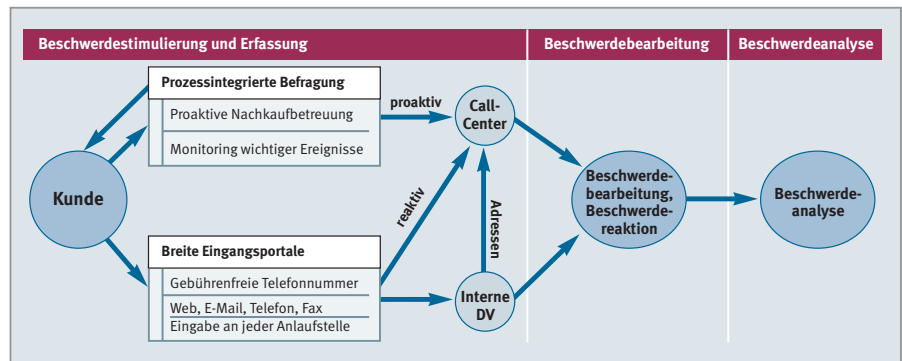 Beschwerdestimulierung und Erfassung
Beschwerdebearbeitung
Beschwerdeanalyse
Prozessintegrierte Befragung
Proaktive Nachkaufbetreuung
Monitoring wichtiger Ereignisse
proaktiv
Call-
Center
Kunde
reaktiv
Adressen
Beschwerde-
bearbeitung,
Beschwerde-
reaktion
Beschwerde-
analyse
Breite Eingangsportale
Gebührenfreie Telefonnummer
Web, E-Mail, Telefon, Fax
Eingabe an jeder Anlaufstelle
Interne
DV